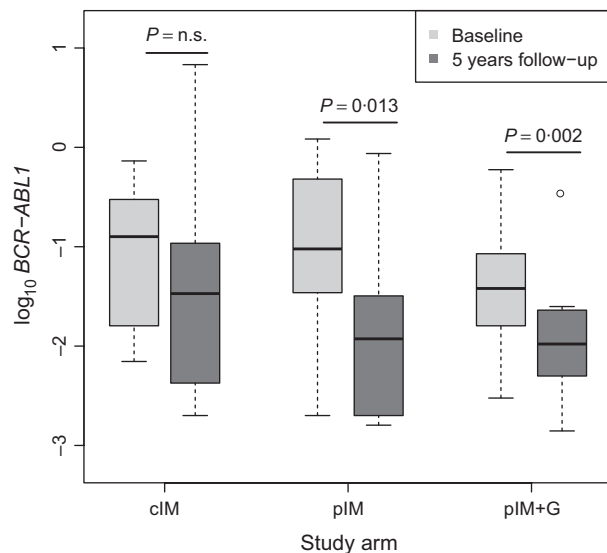 P = n.s.
Baseline
5 years follow−up
P = 0·013
P = 0·002
log10 BCR−ABL1
1
0
−1
−2
−3
cIM
pIM
pIM+G
Study arm